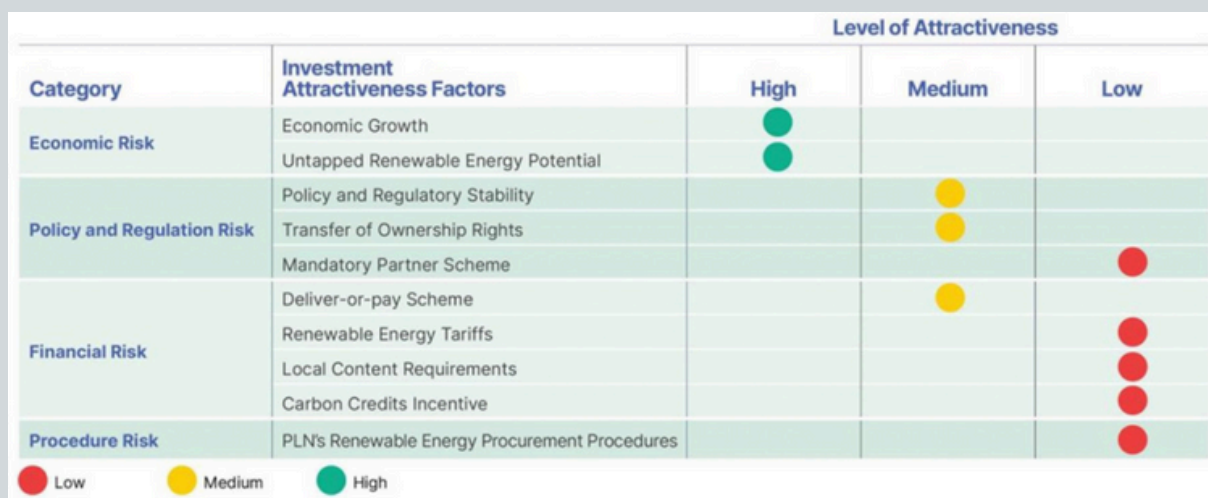 Level of Attractiveness
Category
Investment
Attractiveness Factors
High
Medium
Low
Economic Risk
Economic Growth
Untapped Renewable Energy Potential
Policy and Regulation Risk
Policy and Regulatory Stability
Transfer of Ownership Rights
Mandatory Partner Scheme
Financial Risk
Deliver-or-pay Scheme
Renewable Energy Tariffs
Local Content Requirements
Carbon Credits Incentive
Procedure Risk
PLN's Renewable Energy Procurement Procedures
Low
Medium
High